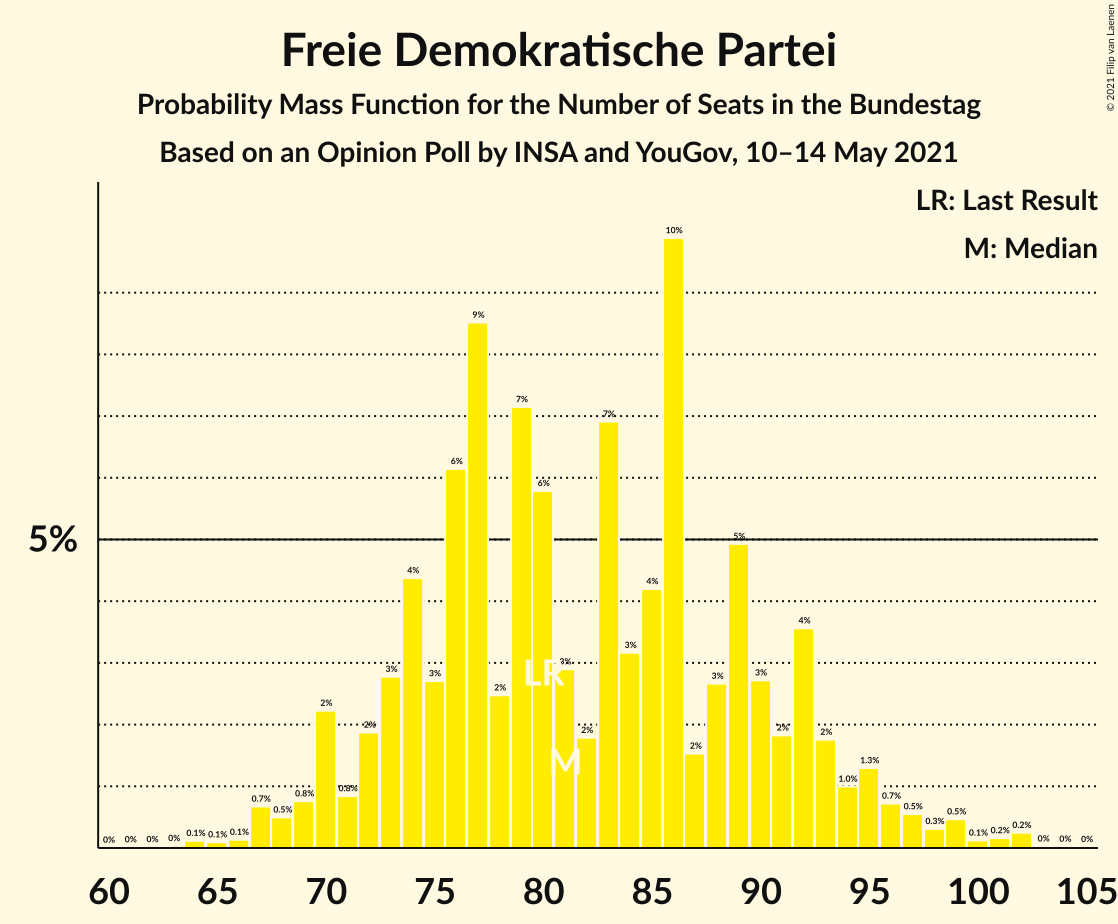 © 2021 Filip van Laenen
Freie Demokratische Partei
Probability Mass Function for the Number of Seats in the Bundestag
Based on an Opinion Poll by INSA and YouGov, 10–14 May 2021
LR: Last Result
M: Median
5%
0% 0% 0% 0% 0.1% 0.1% 0.1% 0.7% 0.5% 0.8% 2% 0.8% 2% 3% 4% 3% 6% 9% 2% 7% 6% 3% 2% 7% 3% 4% 10% 2% 3% 5% 3% 2% 4% 2% 1.0% 1.3% 0.7% 0.5% 0.3% 0.5% 0.1% 0.2% 0.2% 0% 0% 0%
LR
M
60 65 70 75 80 85 90 95 100 105